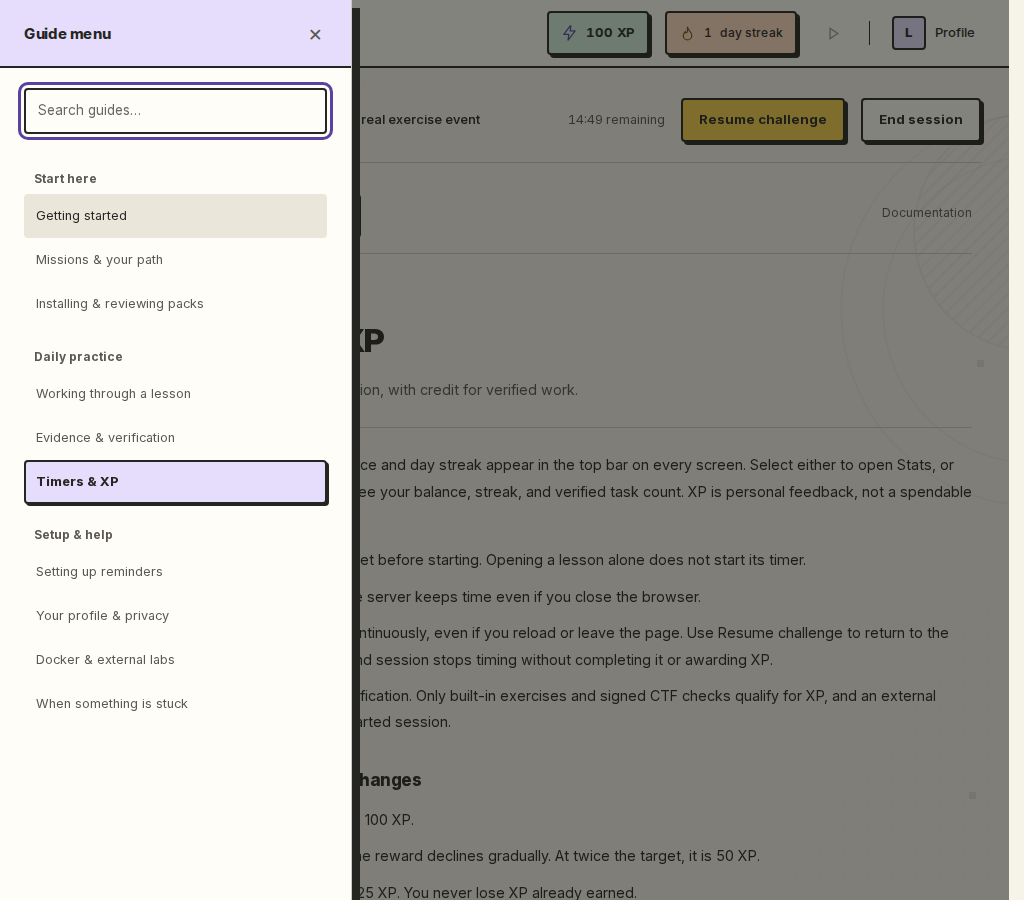 Guide menu
100 XP
1 day streak
L
Profile
Search guides...
real exercise event
14:49 remaining
Resume challenge
End session
Start here
Getting started
Missions & your path
Installing & reviewing packs
Daily practice
Working through a lesson
Evidence & verification
Timers & XP
Setup & help
Setting up reminders
Your profile & privacy
Docker & external labs
When something is stuck
Documentation
XP
ion, with credit for verified work.
ce and day streak appear in the top bar on every screen. Select either to open Stats, or
ee your balance, streak, and verified task count. XP is personal feedback, not a spendable
et before starting. Opening a lesson alone does not start its timer.
e server keeps time even if you close the browser.
ntinuously, even if you reload or leave the page. Use Resume challenge to return to the
nd session stops timing without completing it or awarding XP.
fication. Only built-in exercises and signed CTF checks qualify for XP, and an external
arted session.
hanges
100 XP.
ne reward declines gradually. At twice the target, it is 50 XP.
25 XP. You never lose XP already earned.